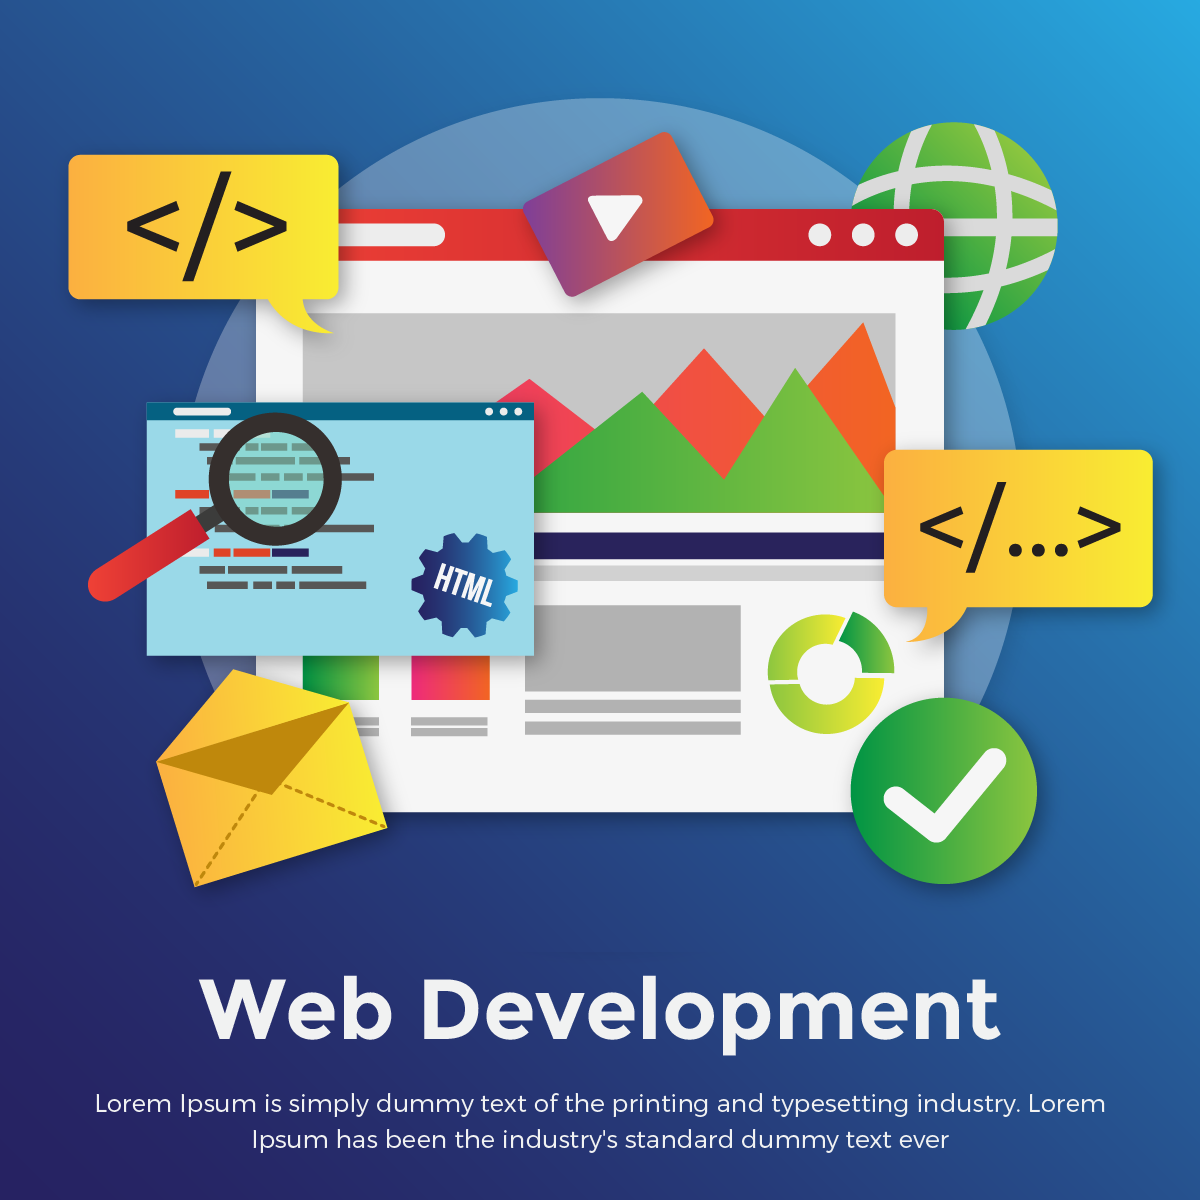 </>
</...>
HTML
Web Development
Lorem Ipsum is simply dummy text of the printing and typesetting industry. Lorem
Ipsum has been the industry's standard dummy text ever